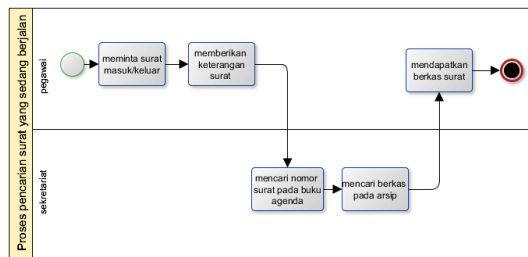 Proses pencarian surat yang sedang berjalan
pegawai
meminta surat
masuk/keluar
memberikan
keterangan
surat
mendapatkan
berkas surat
sekretariat
mencari nomor
surat pada buku
agenda
mencari berkas
pada arsip